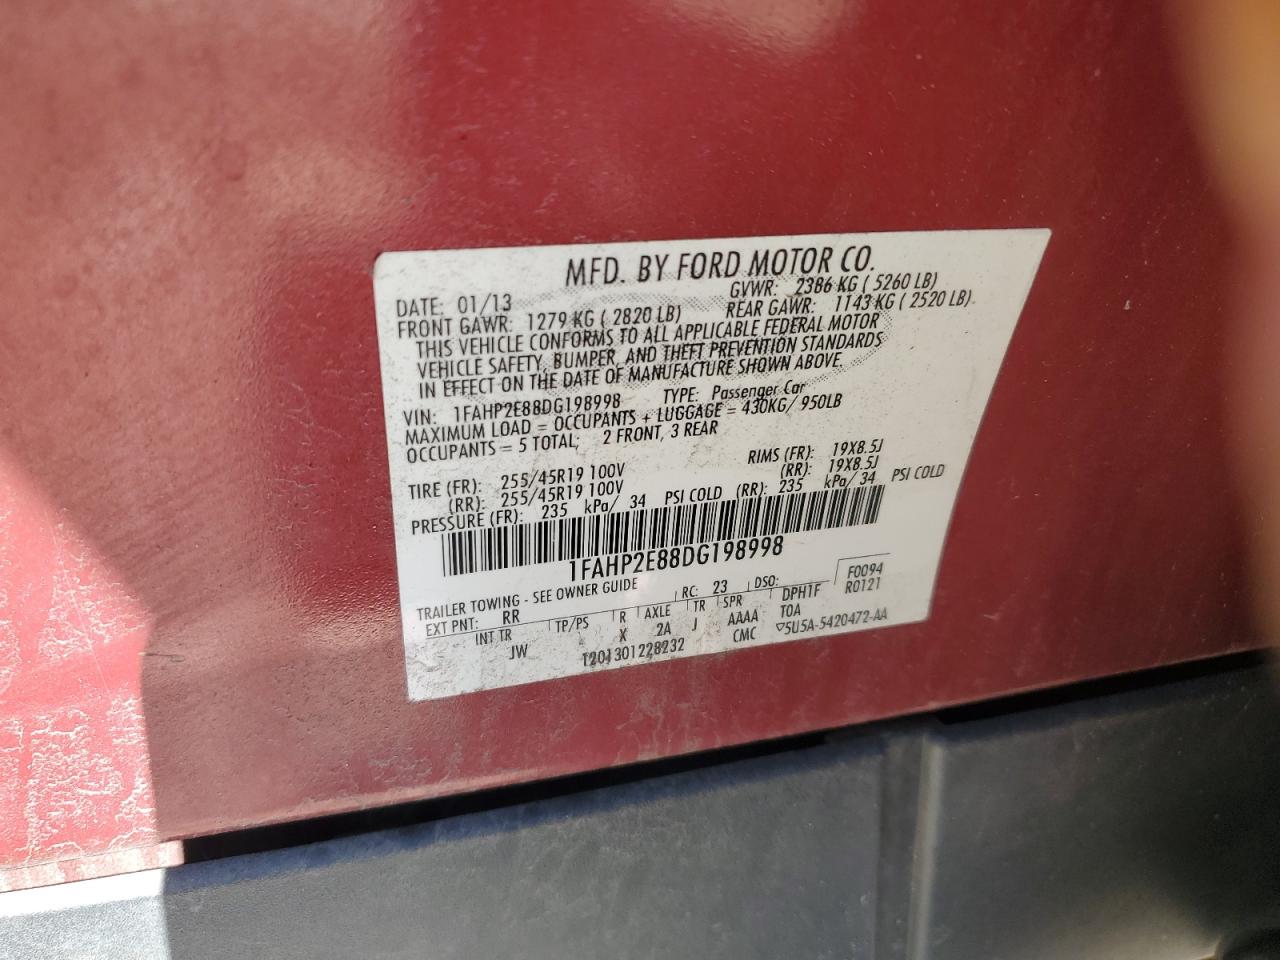 MFD. BY FORD MOTOR CO.
DATE: 01/13 GVWR: 2386 KG ( 5260 LB)
FRONT GAWR: 1279 KG ( 2820 LB) REAR GAWR: 1143 KG ( 2520 LB).
THIS VEHICLE CONFORMS TO ALL APPLICABLE FEDERAL MOTOR
VEHICLE SAFETY, BUMPER, AND THEFT PREVENTION STANDARDS
IN EFFECT ON THE DATE OF MANUFACTURE SHOWN ABOVE.
VIN: 1FAHP2E88DG198998 TYPE: Passenger Car
MAXIMUM LOAD = OCCUPANTS + LUGGAGE = 430KG/ 950LB
OCCUPANTS = 5 TOTAL; 2 FRONT, 3 REAR
TIRE (FR): 255/45R19 100V RIMS (FR): 19X8.5J
(RR): 255/45R19 100V (RR): 19X8.5J
PRESSURE (FR): 235 kPa/ 34 PSI COLD (RR): 235 kPa/ 34 PSI COLD
1FAHP2E88DG198998
TRAILER TOWING - SEE OWNER GUIDE RC: 23 DSO: F0094
EXT PNT: RR DPH1F R0121
INT TR TP/PS R AXLE TR SPR TOA
JW - X 2A J AAAA
T201301228232 CMC ▽5U5A-5420472-AA